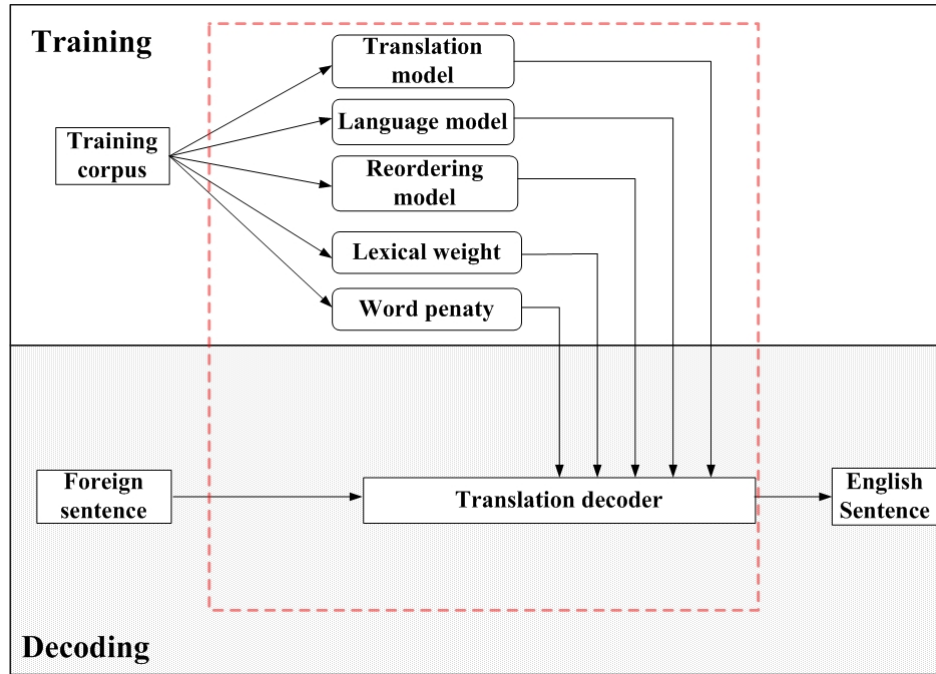 Training
Translation
model
Language model
Training
corpus
Reordering
model
Lexical weight
Word penaty
Foreign
sentence
Translation decoder
English
Sentence
Decoding